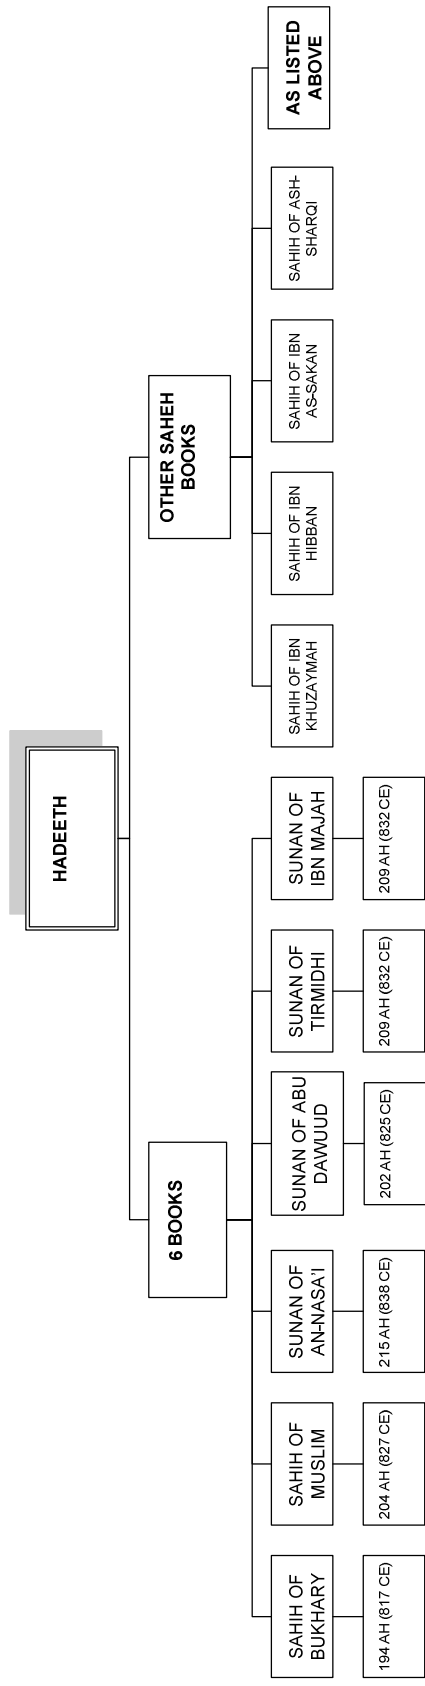 HADEETH
6 BOOKS
OTHER SAHEH
BOOKS
SAHIH OF
BUKHARY
SAHIH OF
MUSLIM
SUNAN OF
AN-NASA'I
SUNAN OF ABU
DAWUUD
SUNAN OF
TIRMIDHI
SUNAN OF
IBN MAJAH
SAHIH OF IBN
KHUZAYMAH
SAHIH OF IBN
HIBBAN
SAHIH OF IBN
AS-SAKAN
SAHIH OF ASH-
SHARQI
AS LISTED
ABOVE
194 AH (817 CE)
204 AH (827 CE)
215 AH (838 CE)
202 AH (825 CE)
209 AH (832 CE)
209 AH (832 CE)